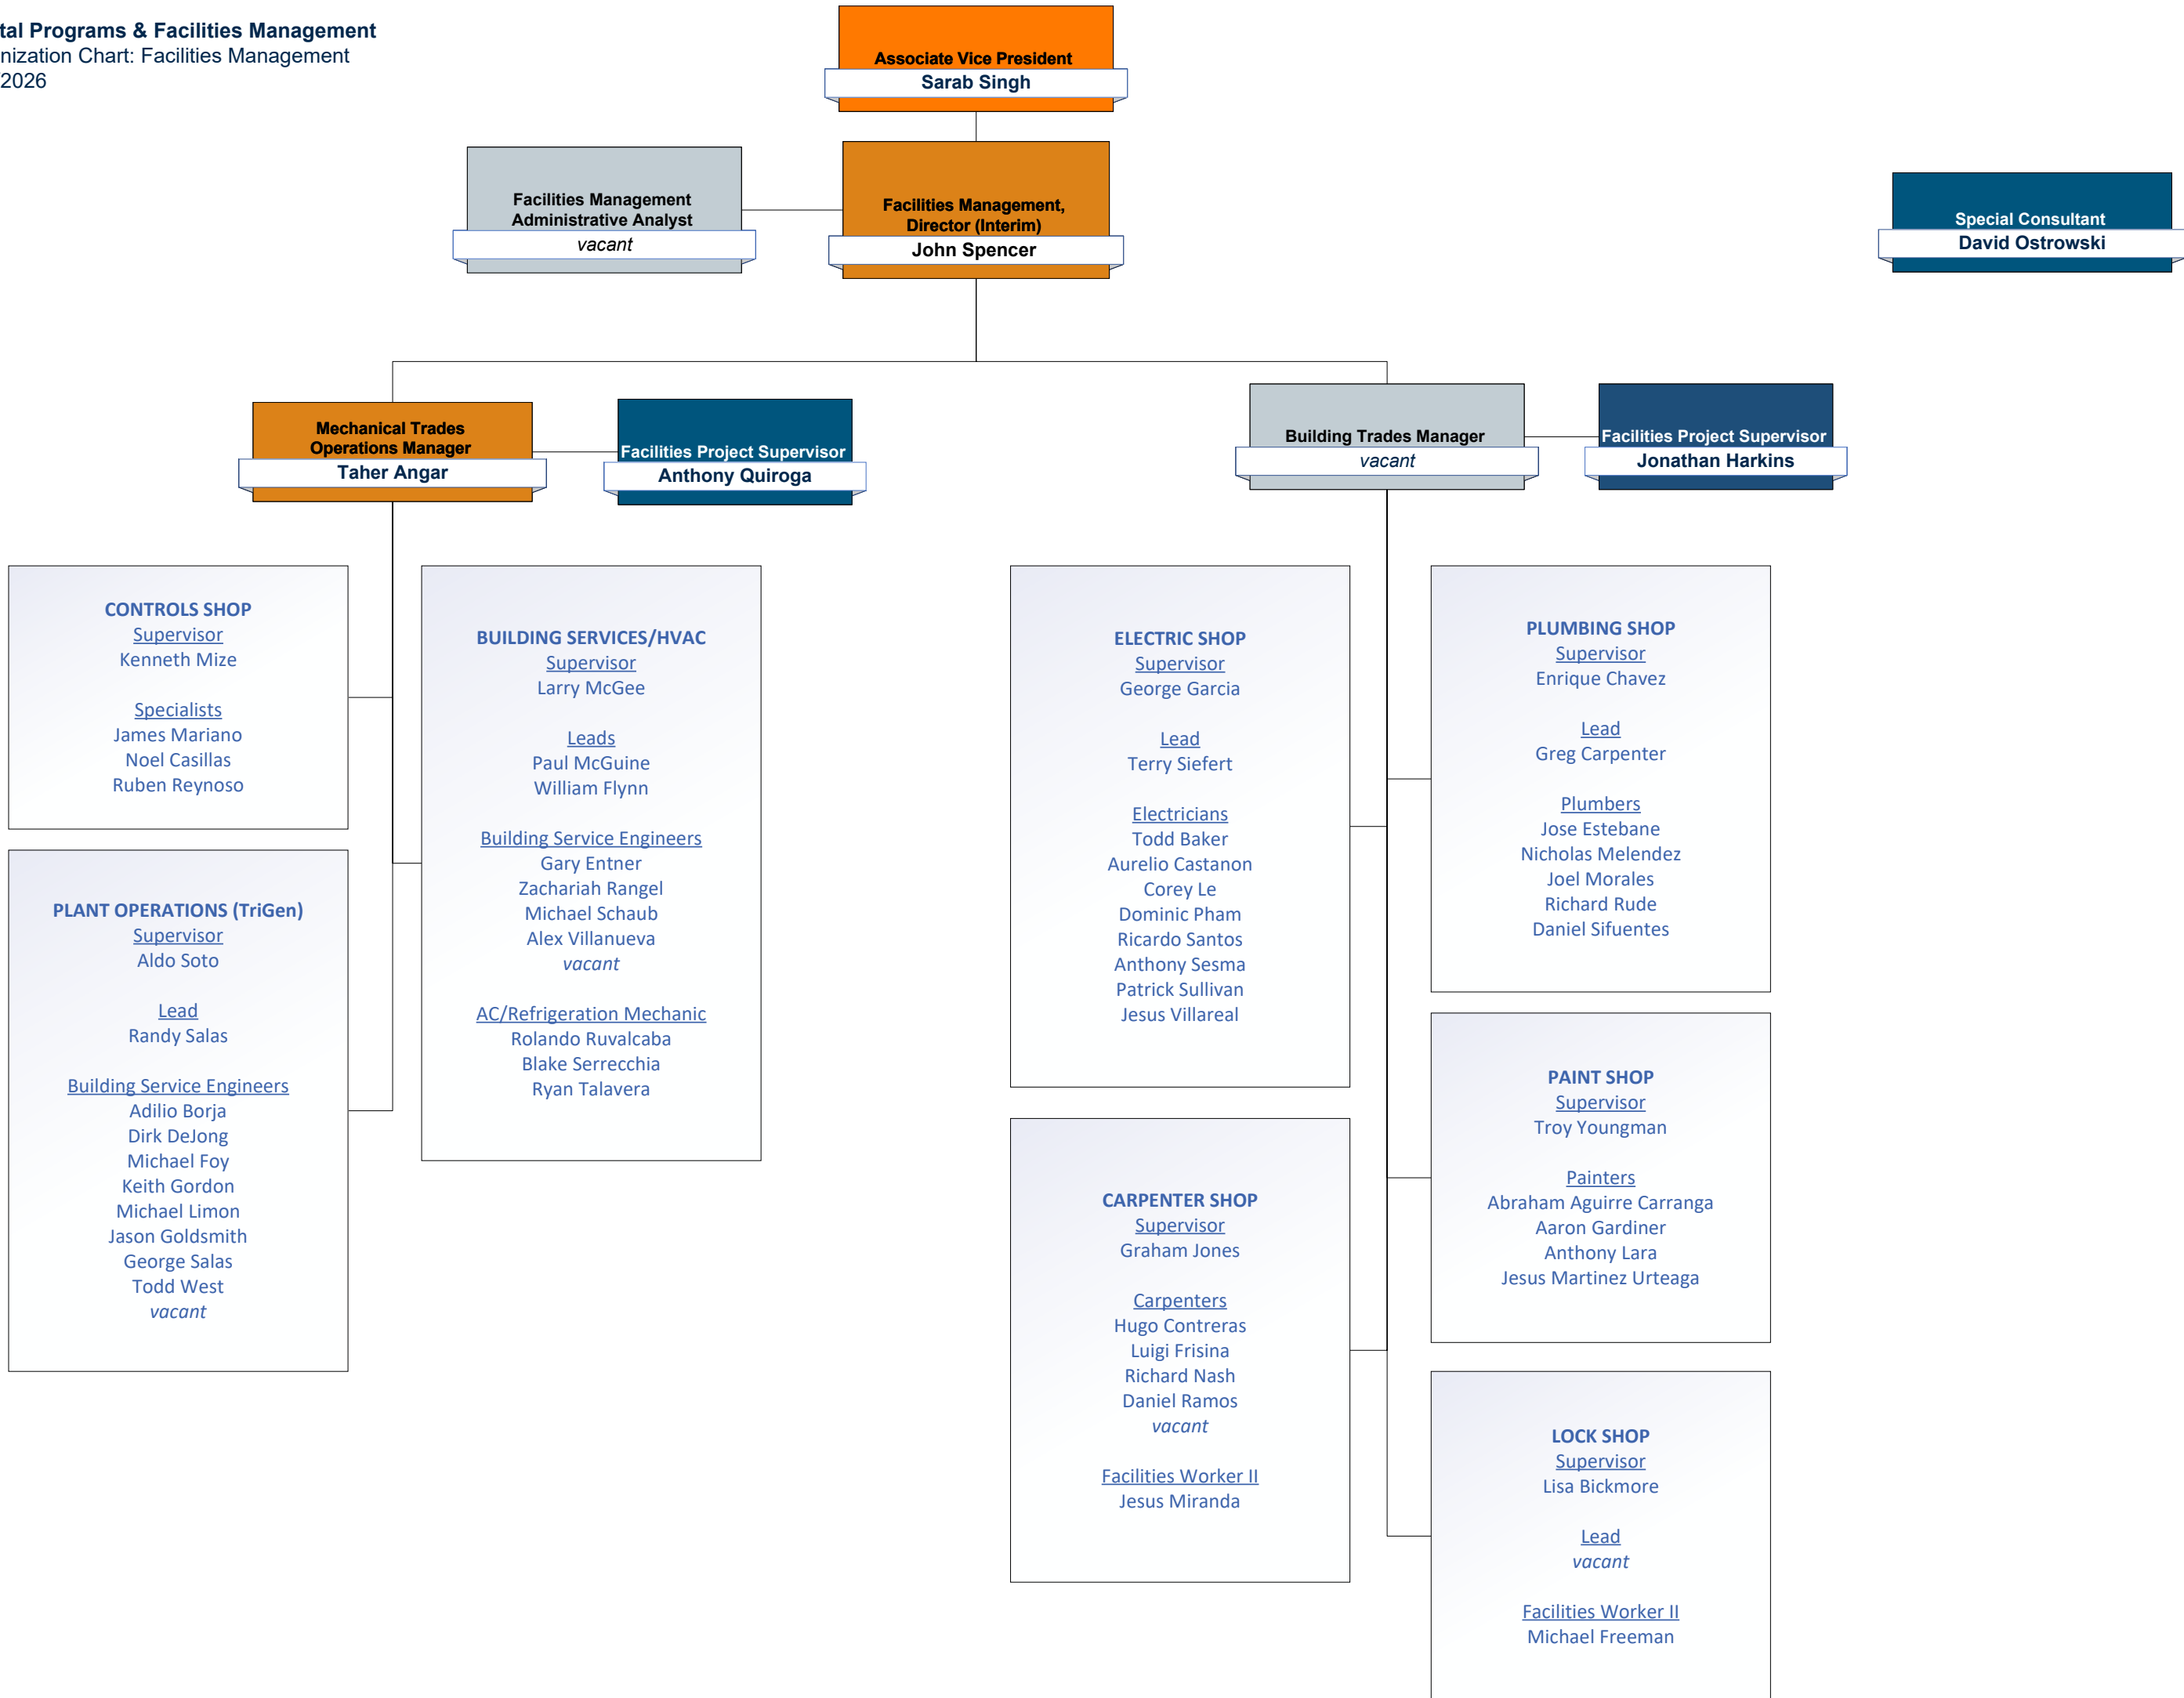 tal Programs & Facilities Management
nization Chart: Facilities Management
2026
Associate Vice President
Sarab Singh
Facilities Management
Administrative Analyst
vacant
Facilities Management,
Director (Interim)
John Spencer
Special Consultant
David Ostrowski
Mechanical Trades
Operations Manager
Taher Angar
Facilities Project Supervisor
Anthony Quiroga
Building Trades Manager
vacant
Facilities Project Supervisor
Jonathan Harkins
CONTROLS SHOP
Supervisor
Kenneth Mize
Specialists
James Mariano
Noel Casillas
Ruben Reynoso
PLANT OPERATIONS (TriGen)
Supervisor
Aldo Soto
Lead
Randy Salas
Building Service Engineers
Adilio Borja
Dirk DeJong
Michael Foy
Keith Gordon
Michael Limon
Jason Goldsmith
George Salas
Todd West
vacant
BUILDING SERVICES/HVAC
Supervisor
Larry McGee
Leads
Paul McGuine
William Flynn
Building Service Engineers
Gary Entner
Zachariah Rangel
Michael Schaub
Alex Villanueva
vacant
AC/Refrigeration Mechanic
Rolando Ruvalcaba
Blake Serrecchia
Ryan Talavera
ELECTRIC SHOP
Supervisor
George Garcia
Lead
Terry Siefert
Electricians
Todd Baker
Aurelio Castanon
Corey Le
Dominic Pham
Ricardo Santos
Anthony Sesma
Patrick Sullivan
Jesus Villareal
CARPENTER SHOP
Supervisor
Graham Jones
Carpenters
Hugo Contreras
Luigi Frisina
Richard Nash
Daniel Ramos
vacant
Facilities Worker II
Jesus Miranda
PLUMBING SHOP
Supervisor
Enrique Chavez
Lead
Greg Carpenter
Plumbers
Jose Estebane
Nicholas Melendez
Joel Morales
Richard Rude
Daniel Sifuentes
PAINT SHOP
Supervisor
Troy Youngman
Painters
Abraham Aguirre Carranga
Aaron Gardiner
Anthony Lara
Jesus Martinez Urteaga
LOCK SHOP
Supervisor
Lisa Bickmore
Lead
vacant
Facilities Worker II
Michael Freeman